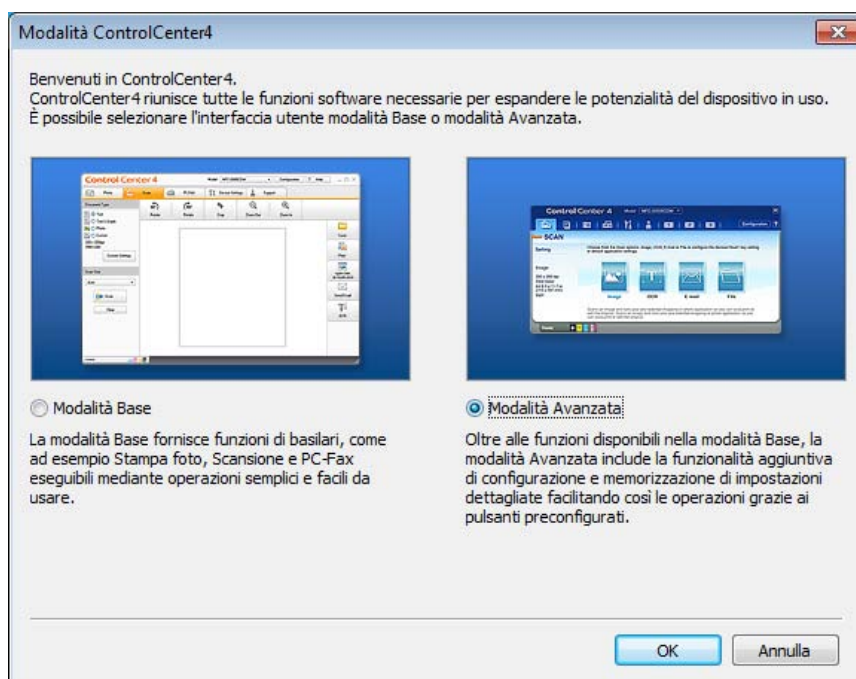 Modalità ControlCenter4
Benvenuti in ControlCenter4.
ControlCenter4 riunisce tutte le funzioni software necessarie per espandere le potenzialità del dispositivo in uso.
È possibile selezionare l'interfaccia utente modalità Base o modalità Avanzata.
Control Center 4
Control Center 4
SCAN
Image
OCR
E-mail
File
Modalità Base
La modalità Base fornisce funzioni di basilari, come
ad esempio Stampa foto, Scansione e PC-Fax
eseguibili mediante operazioni semplici e facili da
usare.
Modalità Avanzata
Oltre alle funzioni disponibili nella modalità Base, la
modalità Avanzata include la funzionalità aggiuntiva
di configurazione e memorizzazione di impostazioni
dettagliate facilitando così le operazioni grazie ai
pulsanti preconfigurati.
OK
Annulla